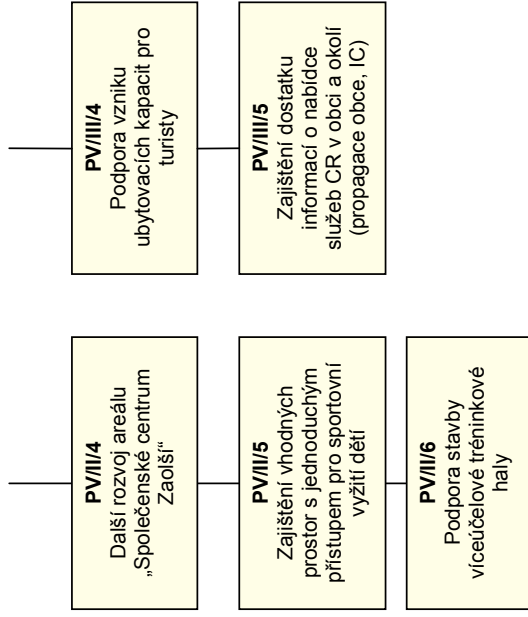 PV/II/4
Další rozvoj areálu
„Společenské centrum
Zaolší“
PV/II/5
Zajištění vhodných
prostor s jednoduchým
přístupem pro sportovní
vyžití dětí
PV/II/6
Podpora stavby
víceúčelové tréninkové
haly
PV/III/4
Podpora vzniku
ubytovacích kapacit pro
turisty
PV/III/5
Zajištění dostatku
informací o nabídce
služeb CR v obci a okolí
(propagace obce, IC)